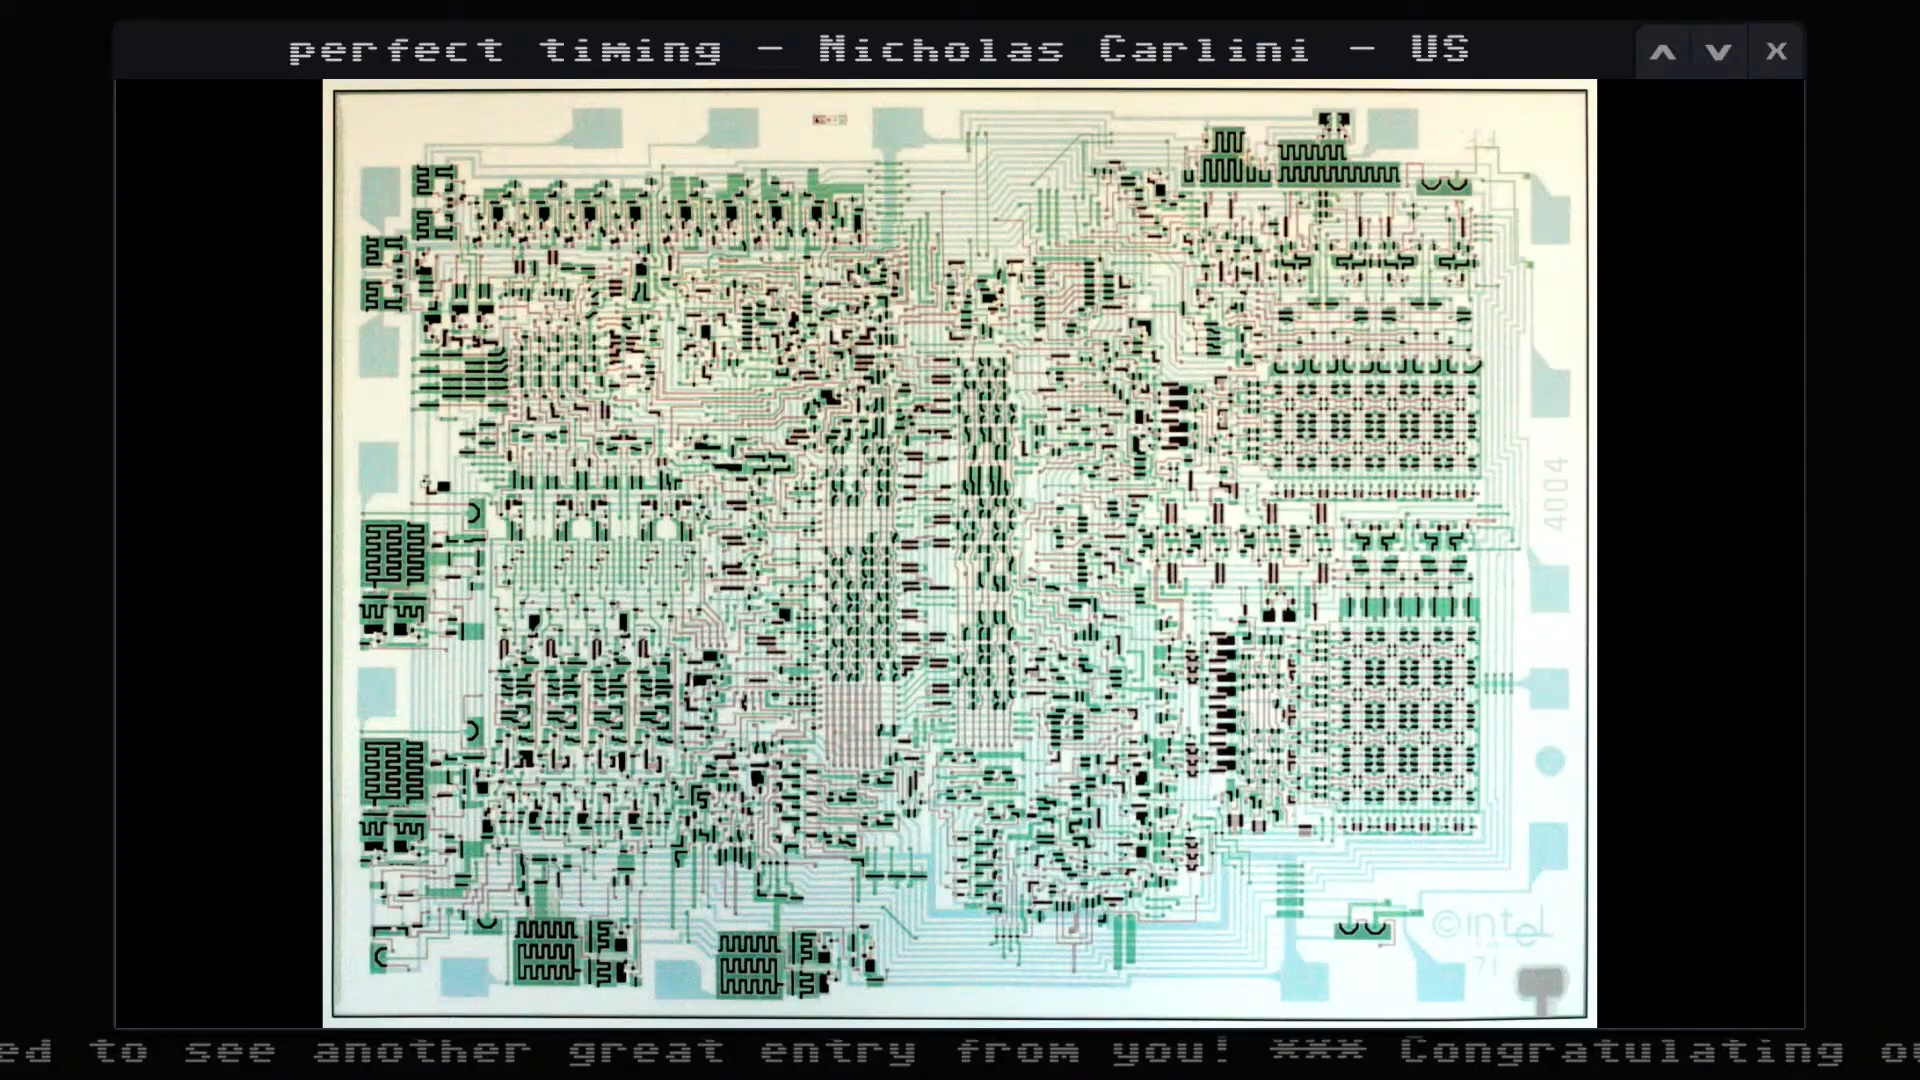 perfect timing - Nicholas Carlini - US
4004
©intel
71
ed to see another great entry from you! *** Congratulating